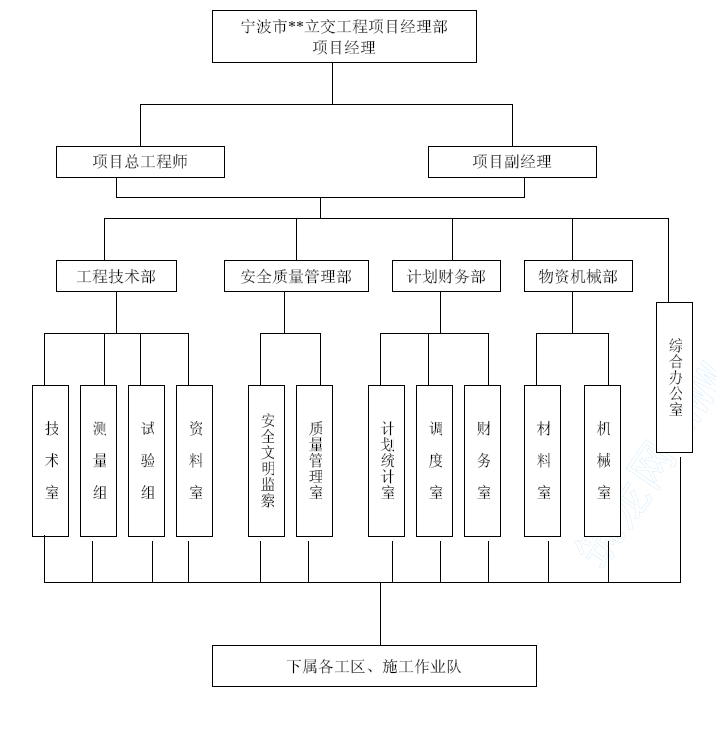 宁波市**立交工程项目经理部
项目经理
项目总工程师
项目副经理
工程技术部
安全质量管理部
计划财务部
物资机械部
综合办公室
技术室
测量组
试验组
资料室
安全文明监察
质量管理室
计划统计室
调度室
财务室
材料室
机械室
下属各工区、施工作业队